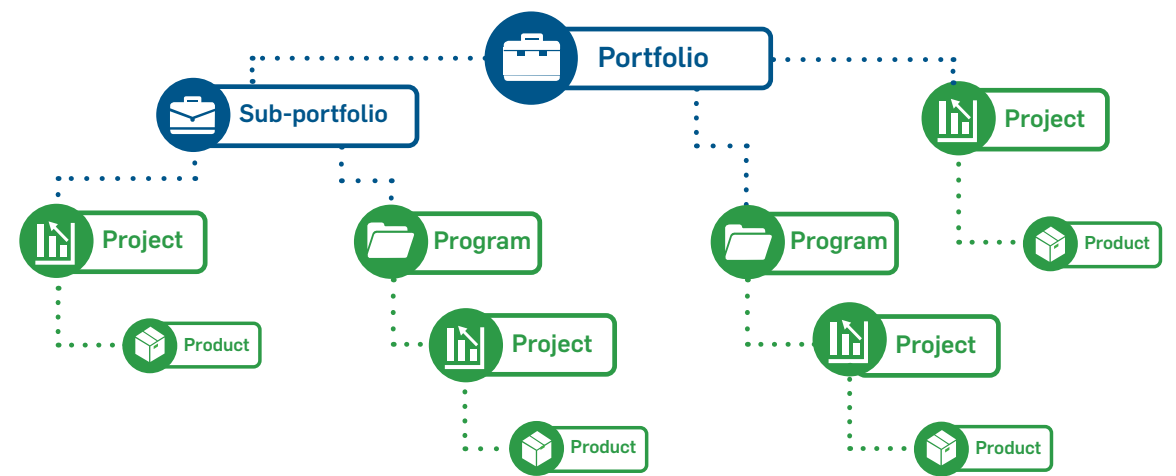 Portfolio
Sub-portfolio
Project
Project
Program
Program
Product
Product
Project
Project
Product
Product